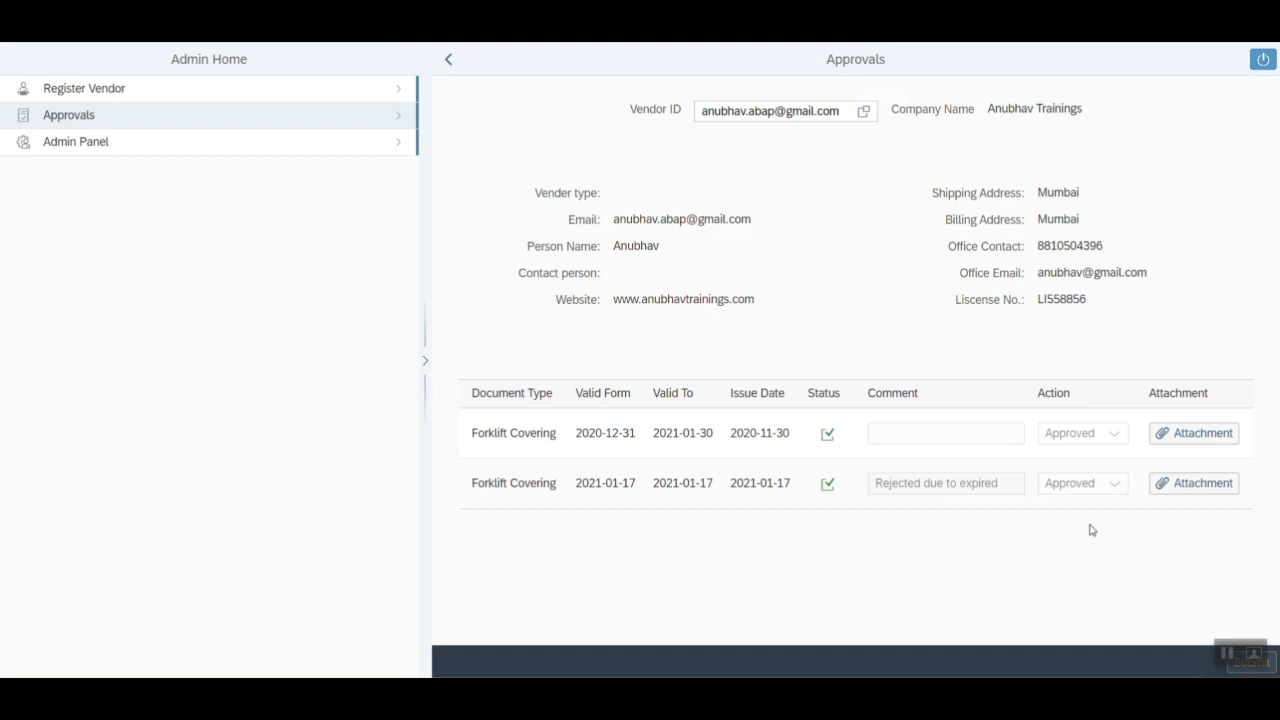 Admin Home
Approvals
Register Vendor
Approvals
Admin Panel
Vendor ID anubhav.abap@gmail.com Company Name Anubhav Trainings
Vender type: Shipping Address: Mumbai
Email: anubhav.abap@gmail.com Billing Address: Mumbai
Person Name: Anubhav Office Contact: 8810504396
Contact person: Office Email: anubhav@gmail.com
Website: www.anubhavtrainings.com Liscense No.: LI558856
Document Type Valid Form Valid To Issue Date Status Comment Action Attachment
Forklift Covering 2020-12-31 2021-01-30 2020-11-30 Approved Attachment
Forklift Covering 2021-01-17 2021-01-17 2021-01-17 Rejected due to expired Approved Attachment
Submit